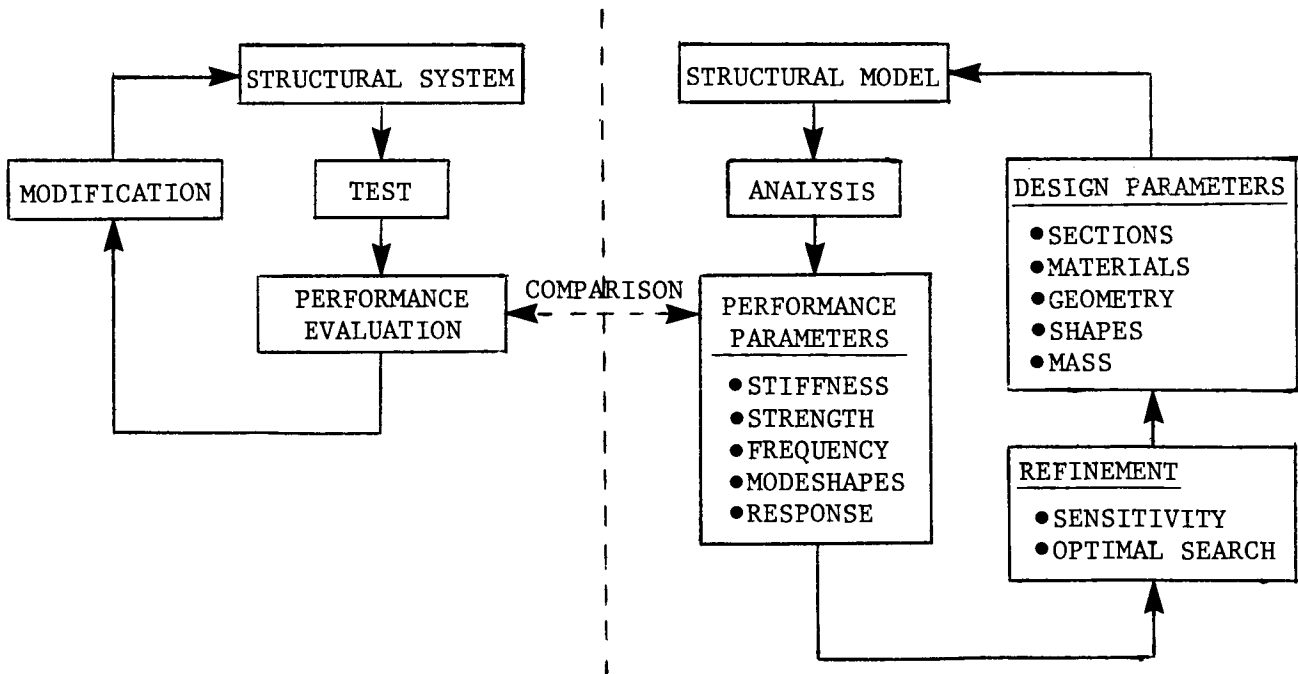 STRUCTURAL SYSTEM
MODIFICATION
TEST
PERFORMANCE
EVALUATION
COMPARISON
STRUCTURAL MODEL
ANALYSIS
PERFORMANCE
PARAMETERS
●STIFFNESS
●STRENGTH
●FREQUENCY
●MODESHAPES
●RESPONSE
DESIGN PARAMETERS
●SECTIONS
●MATERIALS
●GEOMETRY
●SHAPES
●MASS
REFINEMENT
●SENSITIVITY
●OPTIMAL SEARCH